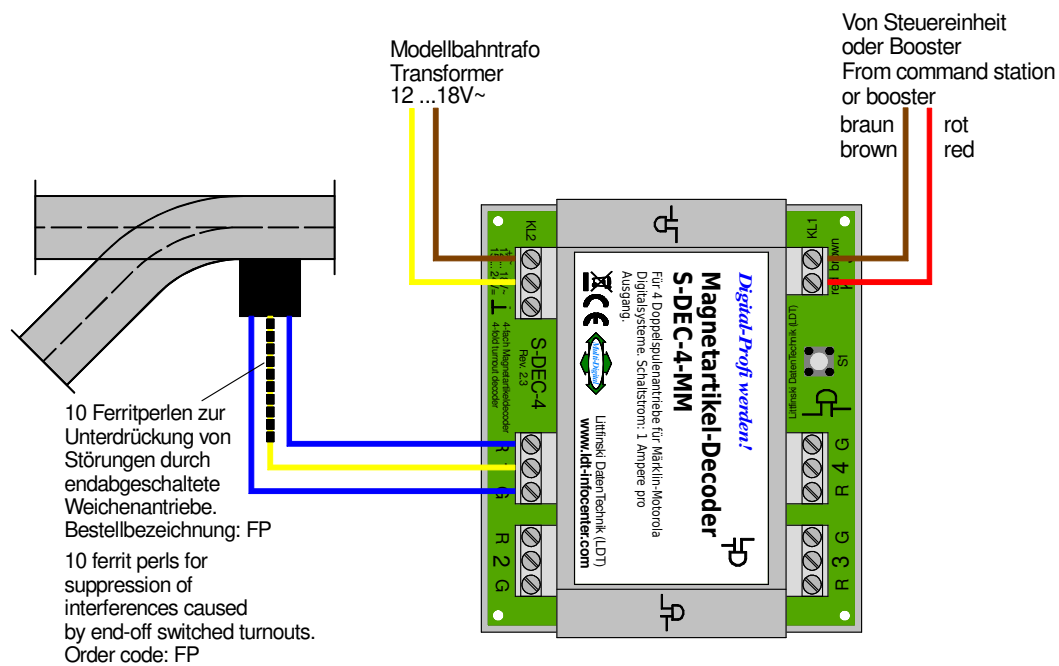 Modellbahntrafo
Transformer
12 ...18V~
Von Steuereinheit
oder Booster
From command station
or booster
braun rot
brown red
KL2
KL1
red brown
4-fach Magnetartikeldecoder
4-fold turnout decoder
S-DEC-4
Rev. 2.3
Digital-Profi werden!
Magnetartikel-Decoder
S-DEC-4-MM
Für 4 Doppelspulenantriebe für Märklin-Motorola
Digitalsysteme. Schaltstrom: 1 Ampere pro
Ausgang.
CE
Multi-Digital
Littfinski DatenTechnik (LDT)
www.ldt-infocenter.com
Littfinski DatenTechnik (LDT)
S1
R G
R 2 G
R 4 G
R 3 G
10 Ferritperlen zur
Unterdrückung von
Störungen durch
endabgeschaltete
Weichenantriebe.
Bestellbezeichnung: FP
10 ferrit perls for
suppression of
interferences caused
by end-off switched turnouts.
Order code: FP